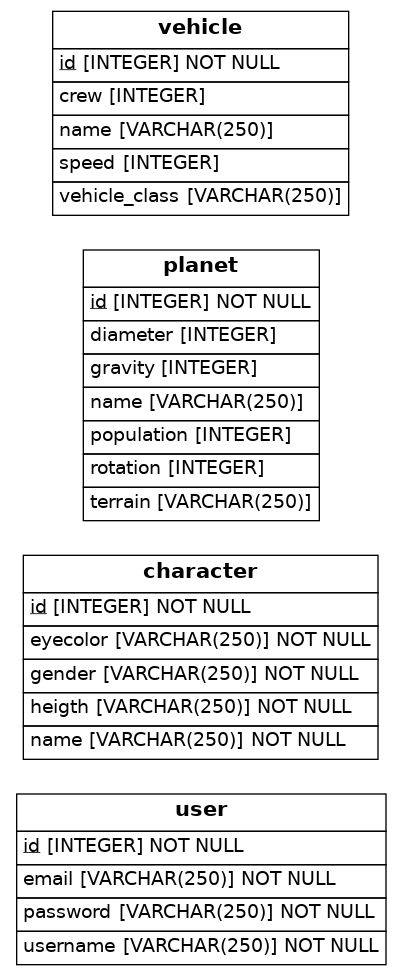 vehicle
id [INTEGER] NOT NULL
crew [INTEGER]
name [VARCHAR(250)]
speed [INTEGER]
vehicle_class [VARCHAR(250)]
planet
id [INTEGER] NOT NULL
diameter [INTEGER]
gravity [INTEGER]
name [VARCHAR(250)]
population [INTEGER]
rotation [INTEGER]
terrain [VARCHAR(250)]
character
id [INTEGER] NOT NULL
eyecolor [VARCHAR(250)] NOT NULL
gender [VARCHAR(250)] NOT NULL
heigth [VARCHAR(250)] NOT NULL
name [VARCHAR(250)] NOT NULL
user
id [INTEGER] NOT NULL
email [VARCHAR(250)] NOT NULL
password [VARCHAR(250)] NOT NULL
username [VARCHAR(250)] NOT NULL